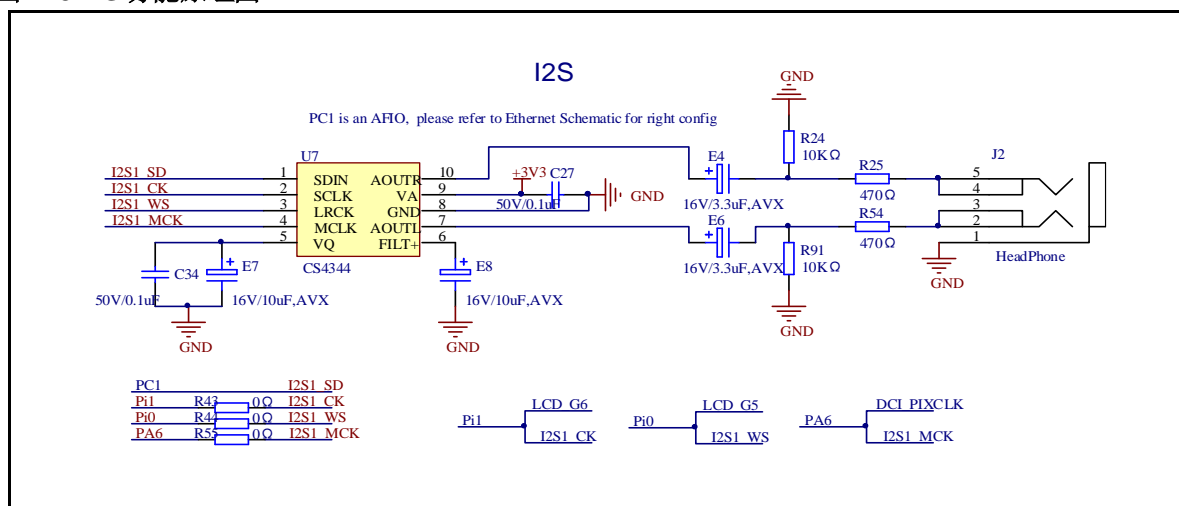 I2S
PC1 is an AFIO, please refer to Ethernet Schematic for right config
GND
R24
10KΩ
U7
I2S1_SD 1 SDIN AOUTR 10
I2S1_CK 2 SCLK VA 9
I2S1_WS 3 LRCK GND 8
I2S1_MCK 4 MCLK AOUTL 7
5 VQ FILT+ 6
CS4344
+3V3 C27
50V/0.1uF
GND
E4
+
16V/3.3uF,AVX
E6
+
16V/3.3uF,AVX
R25
470Ω
R54
470Ω
R91
10KΩ
GND
J2
5
4
3
2
1
HeadPhone
GND
C34
50V/0.1uF
+
E7
16V/10uF,AVX
GND
+
E8
16V/10uF,AVX
GND
PC1 I2S1_SD
Pi1 R43 0Ω I2S1_CK
Pi0 R44 0Ω I2S1_WS
PA6 R55 0Ω I2S1_MCK
Pi1 LCD_G6
I2S1_CK
Pi0 LCD_G5
I2S1_WS
PA6 DCI_PIXCLK
I2S1_MCK